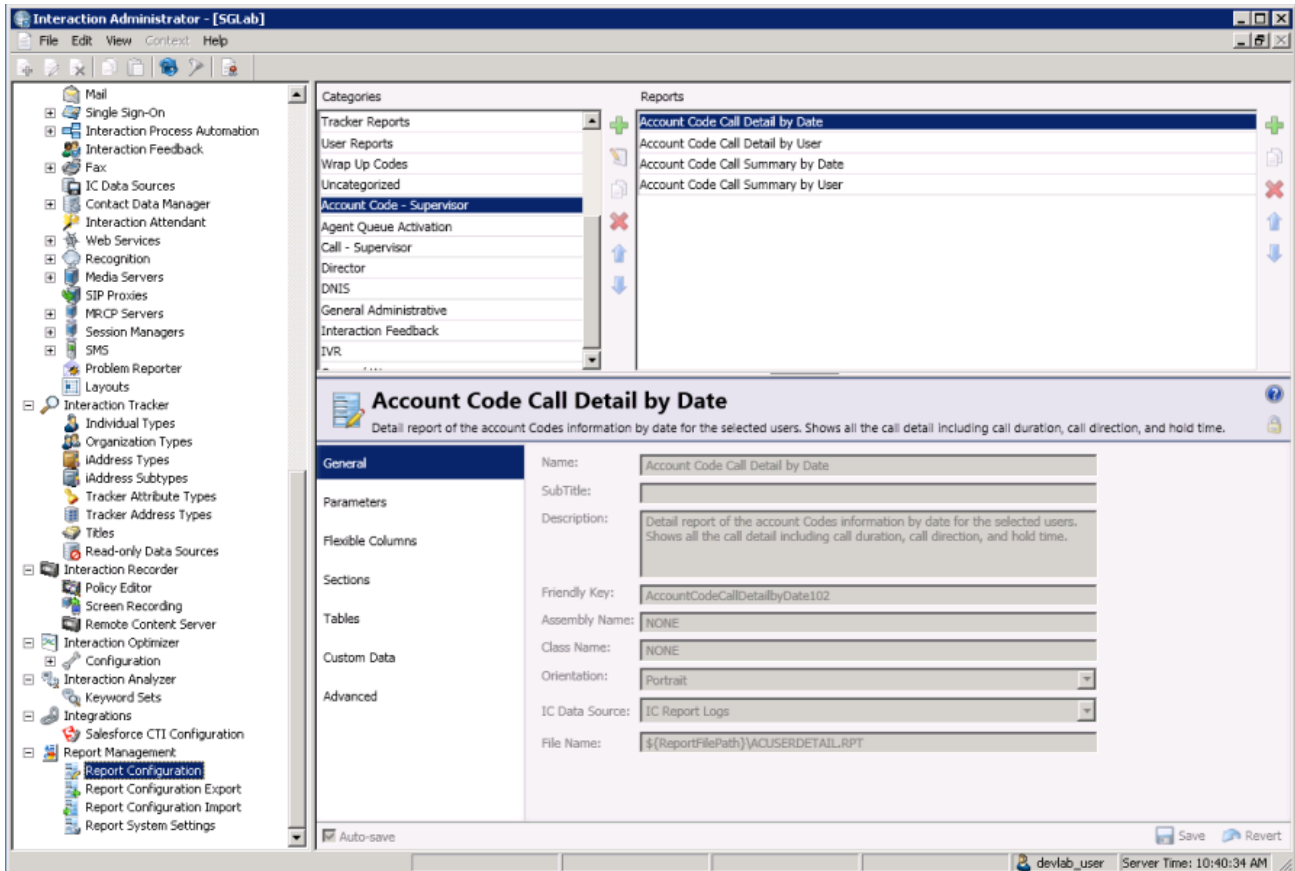 Interaction Administrator - [SGLab]
File Edit View Context Help
Mail
Single Sign-On
Interaction Process Automation
Interaction Feedback
Fax
IC Data Sources
Contact Data Manager
Interaction Attendant
Web Services
Recognition
Media Servers
SIP Proxies
MRCP Servers
Session Managers
SMS
Problem Reporter
Layouts
Interaction Tracker
Individual Types
Organization Types
iAddress Types
iAddress Subtypes
Tracker Attribute Types
Tracker Address Types
Titles
Read-only Data Sources
Interaction Recorder
Policy Editor
Screen Recording
Remote Content Server
Interaction Optimizer
Configuration
Interaction Analyzer
Keyword Sets
Integrations
Salesforce CTI Configuration
Report Management
Report Configuration
Report Configuration Export
Report Configuration Import
Report System Settings
Categories
Tracker Reports
User Reports
Wrap Up Codes
Uncategorized
Account Code - Supervisor
Agent Queue Activation
Call - Supervisor
Director
DNIS
General Administrative
Interaction Feedback
IVR
Reports
Account Code Call Detail by Date
Account Code Call Detail by User
Account Code Call Summary by Date
Account Code Call Summary by User
Account Code Call Detail by Date
Detail report of the account Codes information by date for the selected users. Shows all the call detail including call duration, call direction, and hold time.
General
Parameters
Flexible Columns
Sections
Tables
Custom Data
Advanced
Name: Account Code Call Detail by Date
SubTitle:
Description: Detail report of the account Codes information by date for the selected users.
Shows all the call detail including call duration, call direction, and hold time.
Friendly Key: AccountCodeCallDetailbyDate102
Assembly Name: NONE
Class Name: NONE
Orientation: Portrait
IC Data Source: IC Report Logs
File Name: ${ReportFilePath}\ACUSERDETAIL.RPT
Auto-save
Save Revert
devlab_user Server Time: 10:40:34 AM